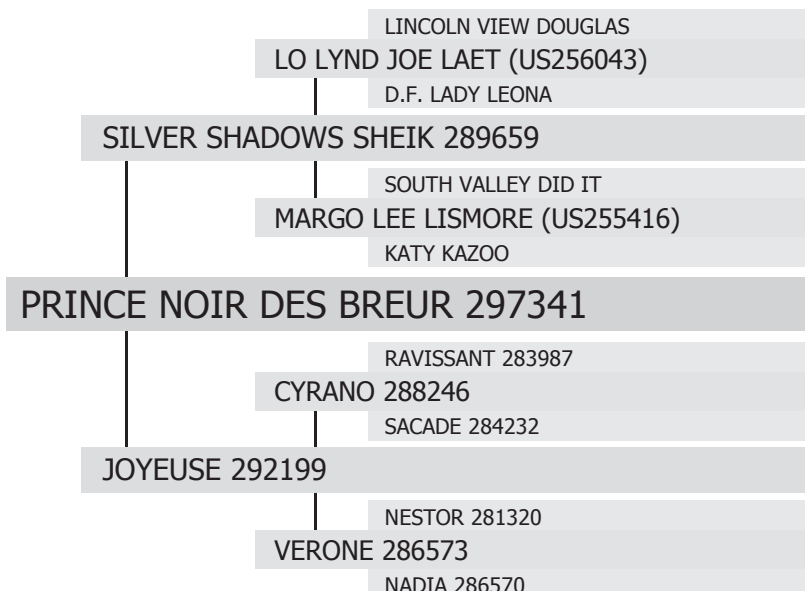 LINCOLN VIEW DOUGLAS
LO LYND JOE LAET (US256043)
D.F. LADY LEONA
SILVER SHADOWS SHEIK 289659
SOUTH VALLEY DID IT
MARGO LEE LISMORE (US255416)
KATY KAZOO
PRINCE NOIR DES BREUR 297341
RAVISSANT 283987
CYRANO 288246
SACADE 284232
JOYEUSE 292199
NESTOR 281320
VERONE 286573
NADIA 286570